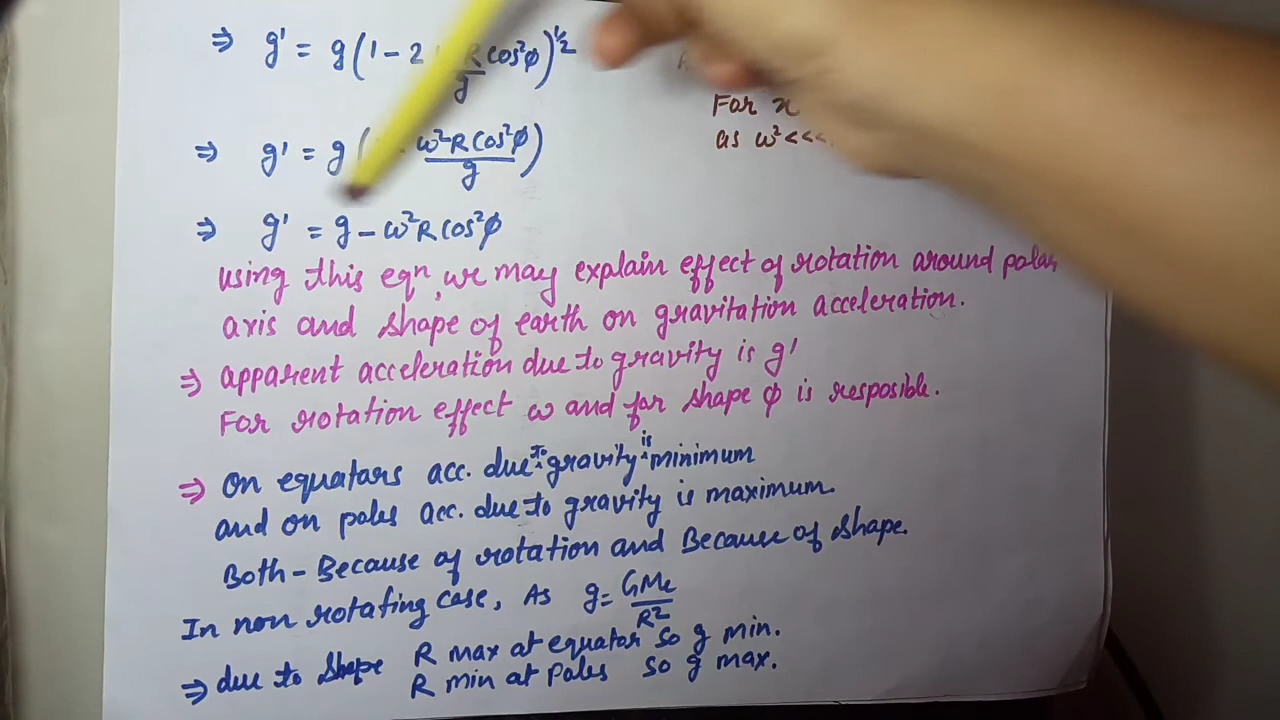 ⇒ g' = g(1 - 2 R/g cos²φ)^½
For x
as ω² <<<
⇒ g' = g( ω²R cos²φ / g)
⇒ g' = g - ω²R cos²φ
using this eqn, we may explain effect of rotation around polar
axis and shape of earth on gravitation acceleration.
⇒ apparent acceleration due to gravity is g'
For rotation effect ω and for shape φ is resposible.
⇒ On equators acc. due to gravity is minimum
and on poles acc. due to gravity is maximum.
Both - Because of rotation and Because of shape.
In non rotating case, As g = GMe/R²
⇒ due to shape R max at equator so g min.
R min at poles so g max.